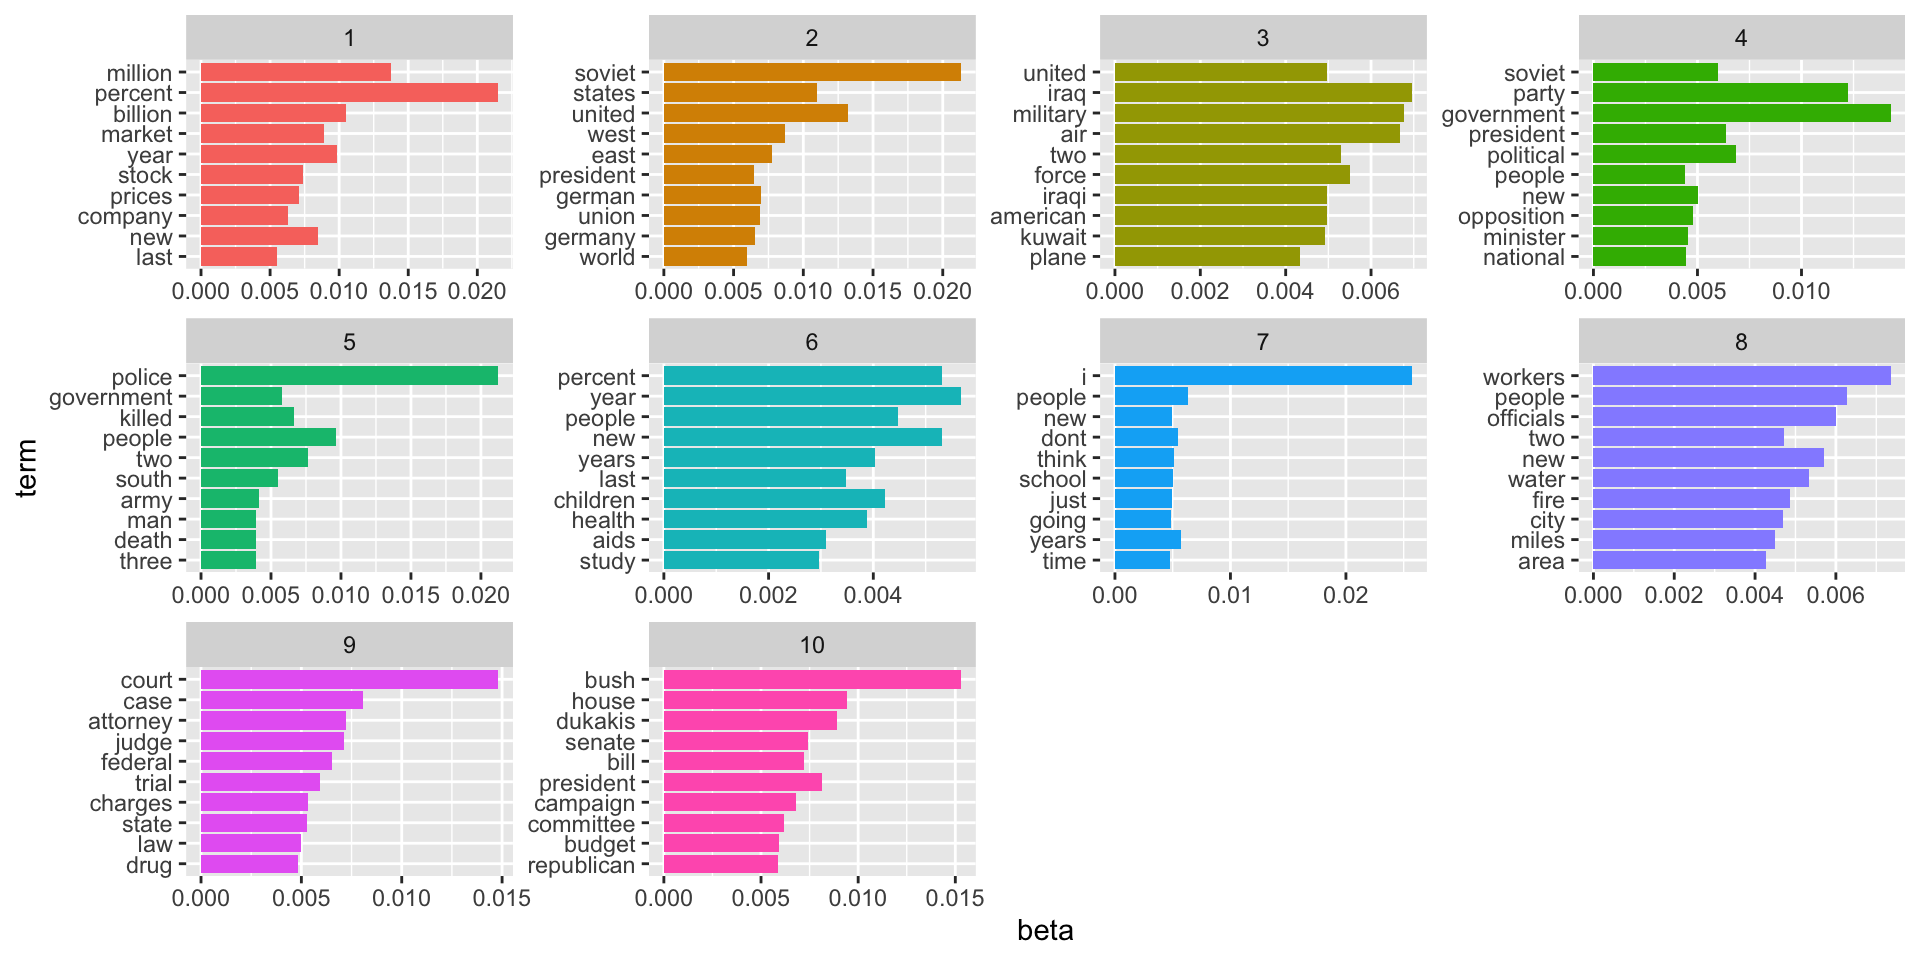 1
million
percent
billion
market
year
stock
prices
company
new
last
0.000 0.005 0.010 0.015 0.020
2
soviet
states
united
west
east
president
german
union
germany
world
0.000 0.005 0.010 0.015 0.020
3
united
iraq
military
air
two
force
iraqi
american
kuwait
plane
0.000 0.002 0.004 0.006
4
soviet
party
government
president
political
people
new
opposition
minister
national
0.000 0.005 0.010
5
police
government
killed
people
two
south
army
man
death
three
0.000 0.005 0.010 0.015 0.020
6
percent
year
people
new
years
last
children
health
aids
study
0.000 0.002 0.004
7
i
people
new
dont
think
school
just
going
years
time
0.00 0.01 0.02
8
workers
people
officials
two
new
water
fire
city
miles
area
0.000 0.002 0.004 0.006
9
court
case
attorney
judge
federal
trial
charges
state
law
drug
0.000 0.005 0.010 0.015
10
bush
house
dukakis
senate
bill
president
campaign
committee
budget
republican
0.000 0.005 0.010 0.015
term
beta